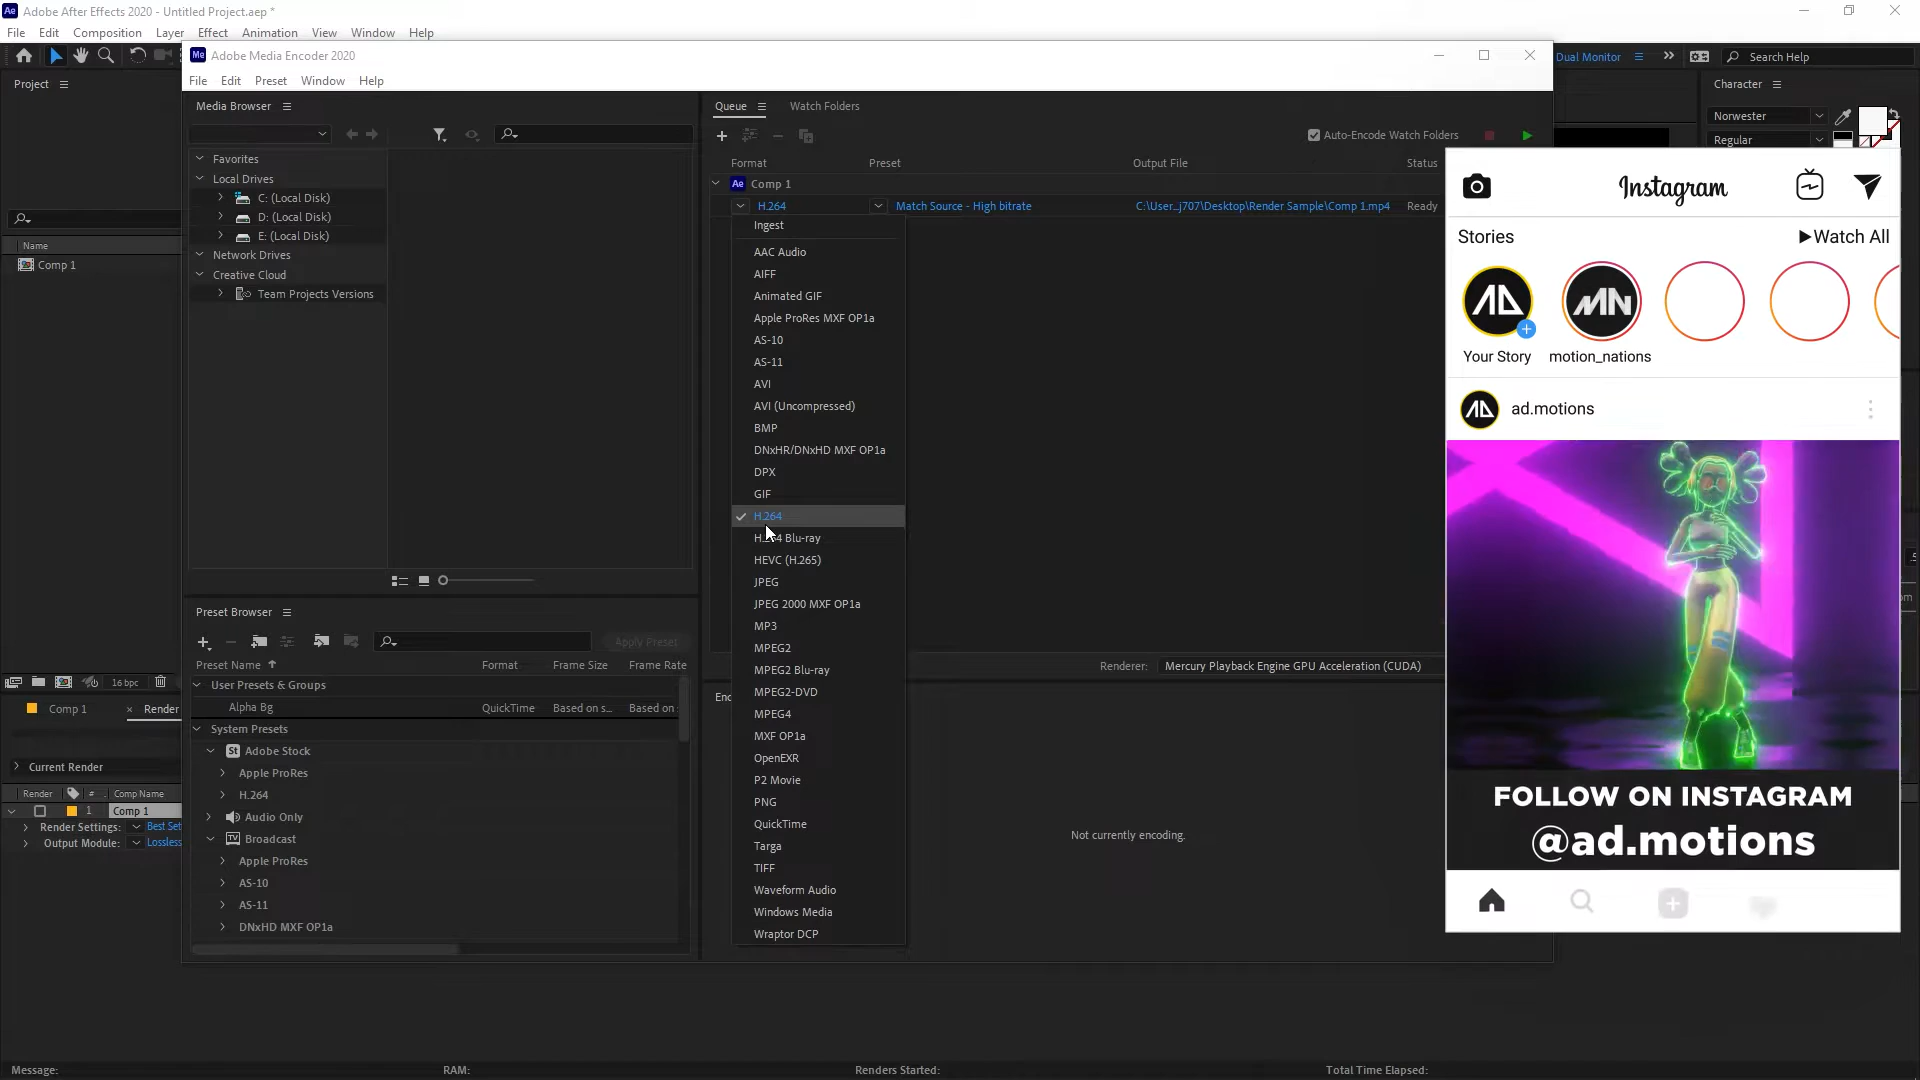 Adobe After Effects 2020 - Untitled Project.aep *
File Edit Composition Layer Effect Animation View Window Help
Adobe Media Encoder 2020
Dual Monitor
Search Help
File Edit Preset Window Help
Project
Character
Norwester
Regular
Media Browser
Queue
Watch Folders
Auto-Encode Watch Folders
Format
Preset
Output File
Status
Comp 1
H.264
Match Source - High bitrate
C:\User...j707\Desktop\Render Sample\Comp 1.mp4
Ready
Favorites
Local Drives
C: (Local Disk)
D: (Local Disk)
E: (Local Disk)
Network Drives
Creative Cloud
Team Projects Versions
Name
Comp 1
Ingest
AAC Audio
AIFF
Animated GIF
Apple ProRes MXF OP1a
AS-10
AS-11
AVI
AVI (Uncompressed)
BMP
DNxHR/DNxHD MXF OP1a
DPX
GIF
H.264
H.264 Blu-ray
HEVC (H.265)
JPEG
JPEG 2000 MXF OP1a
MP3
MPEG2
MPEG2 Blu-ray
MPEG2-DVD
MPEG4
MXF OP1a
OpenEXR
P2 Movie
PNG
QuickTime
Targa
TIFF
Waveform Audio
Windows Media
Wraptor DCP
Preset Browser
Apply Preset
Preset Name
Format
Frame Size
Frame Rate
User Presets & Groups
Alpha Bg
QuickTime
Based on s...
Based on
System Presets
Adobe Stock
Apple ProRes
H.264
Audio Only
Broadcast
Apple ProRes
AS-10
AS-11
DNxHD MXF OP1a
Renderer:
Mercury Playback Engine GPU Acceleration (CUDA)
Enc
Not currently encoding.
16 bpc
Comp 1
Render
Current Render
Render
#
Comp Name
1
Comp 1
Render Settings:
Best Set
Output Module:
Lossless
Message:
RAM:
Renders Started:
Total Time Elapsed:
Instagram
Stories
Watch All
Your Story
motion_nations
ad.motions
FOLLOW ON INSTAGRAM
@ad.motions